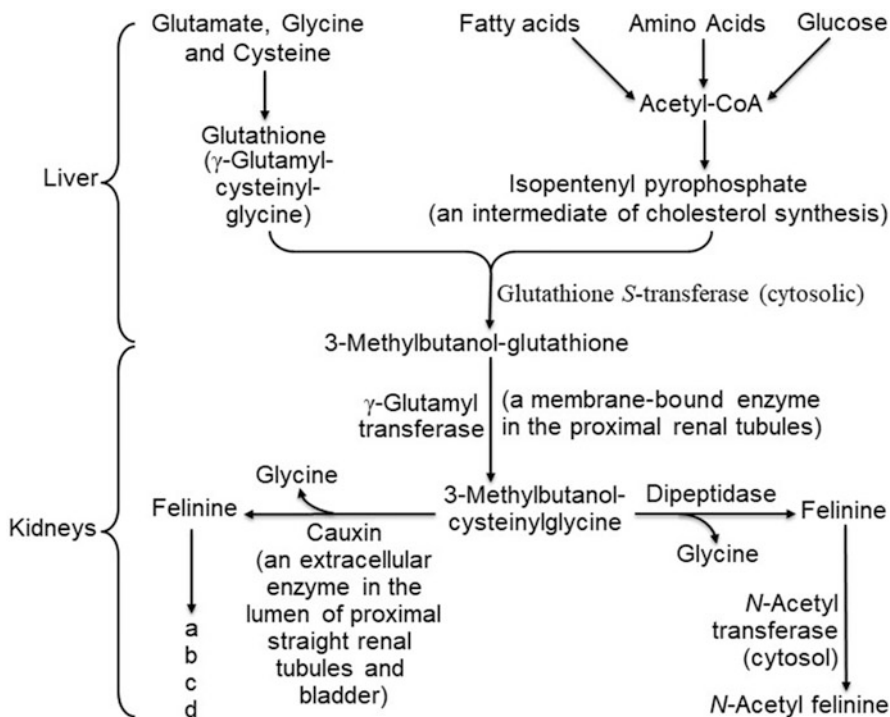 Glutamate, Glycine
and Cysteine
Fatty acids
Amino Acids
Glucose
Acetyl-CoA
Glutathione
(γ-Glutamyl-
cysteinyl-
glycine)
Liver
Isopentenyl pyrophosphate
(an intermediate of cholesterol synthesis)
Glutathione S-transferase (cytosolic)
3-Methylbutanol-glutathione
γ-Glutamyl
transferase
(a membrane-bound enzyme
in the proximal renal tubules)
Kidneys
Glycine
Felinine
3-Methylbutanol-
cysteinylglycine
Dipeptidase
Felinine
Cauxin
(an extracellular
enzyme in the
lumen of proximal
straight renal
tubules and
bladder)
Glycine
N-Acetyl
transferase
(cytosol)
a
b
c
d
N-Acetyl felinine